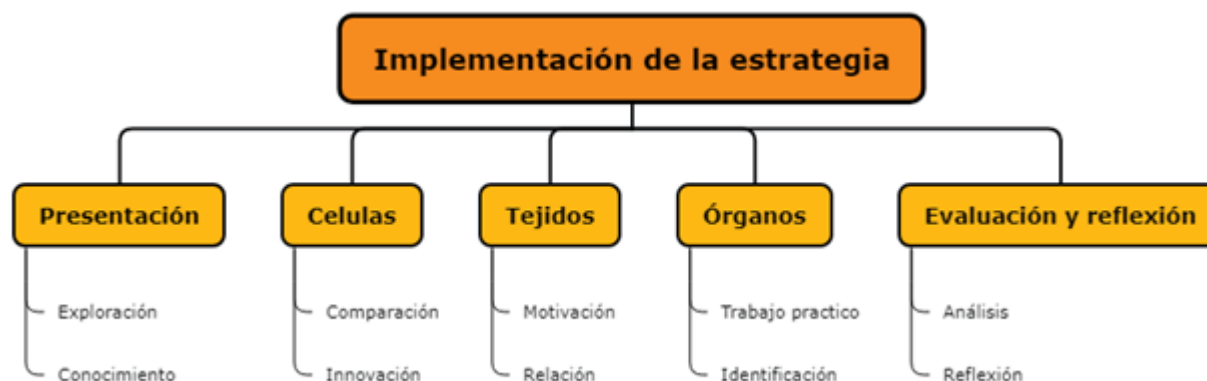 Implementación de la estrategia
Presentación
Celulas
Tejidos
Órganos
Evaluación y reflexión
Exploración
Comparación
Motivación
Trabajo practico
Análisis
Conocimiento
Innovación
Relación
Identificación
Reflexión